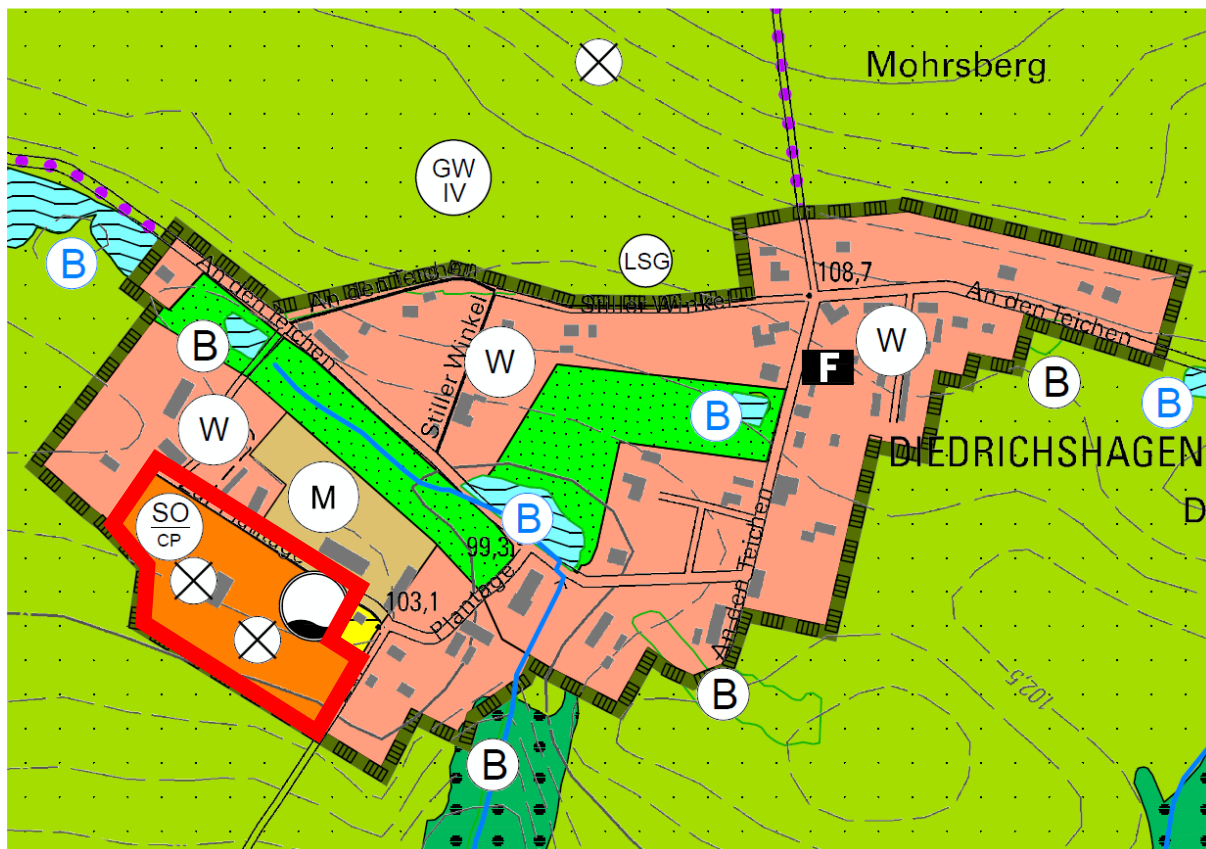 Mohrsberg
GW
IV
B
LSG
An den Teichen
An den Teichen
Stiller Winkel
108,7
An den Teichen
B
W
Stiller Winkel
W
F
B
B
B
W
DIEDRICHSHAGEN
D
M
SO
CP
B
99,3
An den Teichen
103,1
Plantage
B
102,5
B